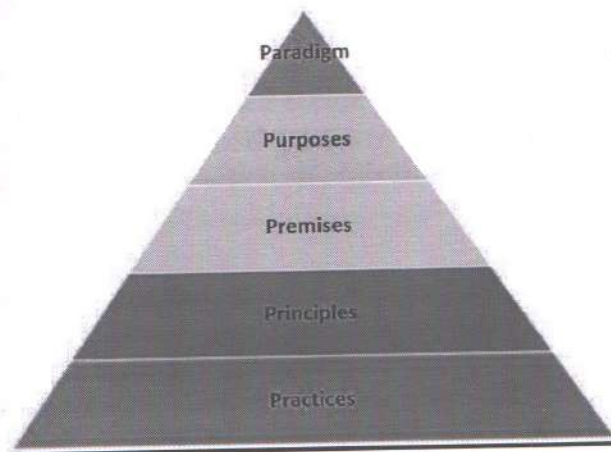 Paradigm
Purposes
Premises
Principles
Practices